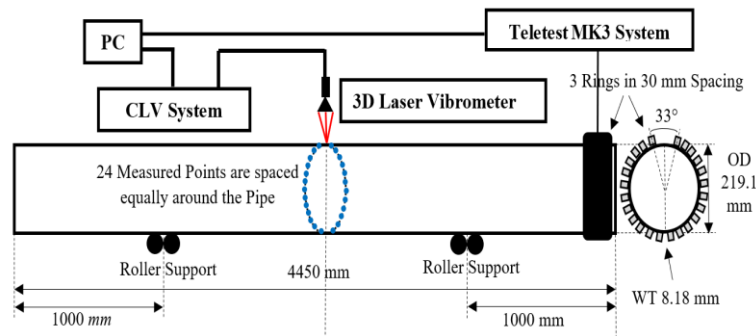 PC
Teletest MK3 System
CLV System
3D Laser Vibrometer
3 Rings in 30 mm Spacing
33°
24 Measured Points are spaced
equally around the Pipe
OD
219.1
mm
Roller Support
Roller Support
4450 mm
WT 8.18 mm
1000 mm
1000 mm